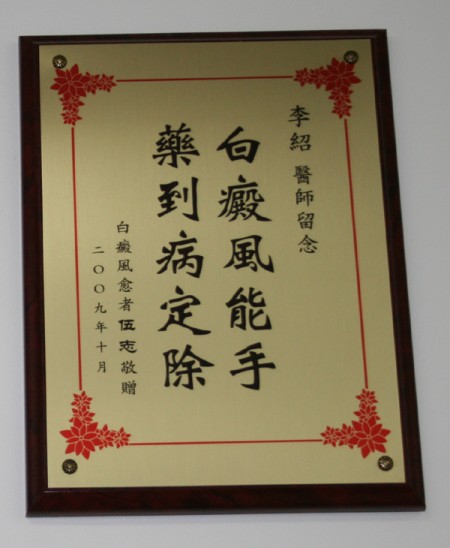 李紹 醫師留念
白癜風能手
藥到病定除
白癜風愈者伍志敬贈
二〇〇九年十月